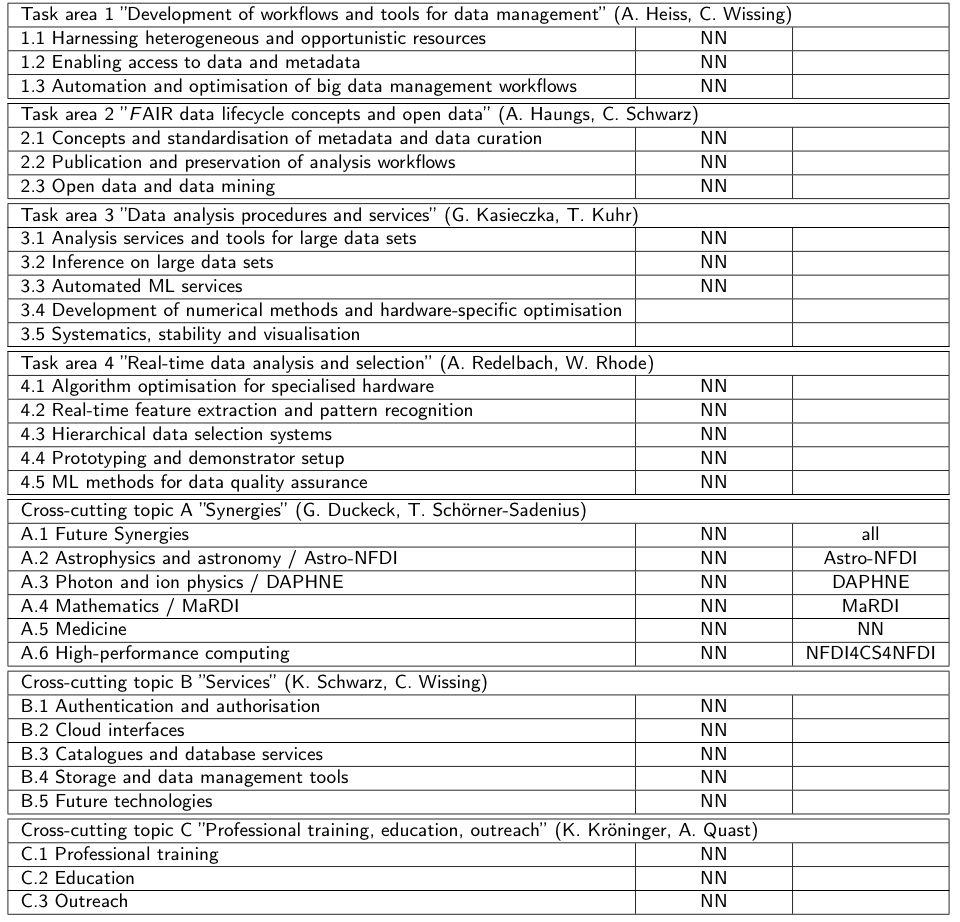 Task area 1 "Development of workflows and tools for data management" (A. Heiss, C. Wissing)
1.1 Harnessing heterogeneous and opportunistic resources NN
1.2 Enabling access to data and metadata NN
1.3 Automation and optimisation of big data management workflows NN
Task area 2 "FAIR data lifecycle concepts and open data" (A. Haungs, C. Schwarz)
2.1 Concepts and standardisation of metadata and data curation NN
2.2 Publication and preservation of analysis workflows NN
2.3 Open data and data mining NN
Task area 3 "Data analysis procedures and services" (G. Kasieczka, T. Kuhr)
3.1 Analysis services and tools for large data sets NN
3.2 Inference on large data sets NN
3.3 Automated ML services NN
3.4 Development of numerical methods and hardware-specific optimisation
3.5 Systematics, stability and visualisation
Task area 4 "Real-time data analysis and selection" (A. Redelbach, W. Rhode)
4.1 Algorithm optimisation for specialised hardware NN
4.2 Real-time feature extraction and pattern recognition NN
4.3 Hierarchical data selection systems NN
4.4 Prototyping and demonstrator setup NN
4.5 ML methods for data quality assurance NN
Cross-cutting topic A "Synergies" (G. Duckeck, T. Schörner-Sadenius)
A.1 Future Synergies NN all
A.2 Astrophysics and astronomy / Astro-NFDI NN Astro-NFDI
A.3 Photon and ion physics / DAPHNE NN DAPHNE
A.4 Mathematics / MaRDI NN MaRDI
A.5 Medicine NN NN
A.6 High-performance computing NN NFDI4CS4NFDI
Cross-cutting topic B "Services" (K. Schwarz, C. Wissing)
B.1 Authentication and authorisation NN
B.2 Cloud interfaces NN
B.3 Catalogues and database services NN
B.4 Storage and data management tools NN
B.5 Future technologies NN
Cross-cutting topic C "Professional training, education, outreach" (K. Kröninger, A. Quast)
C.1 Professional training NN
C.2 Education NN
C.3 Outreach NN